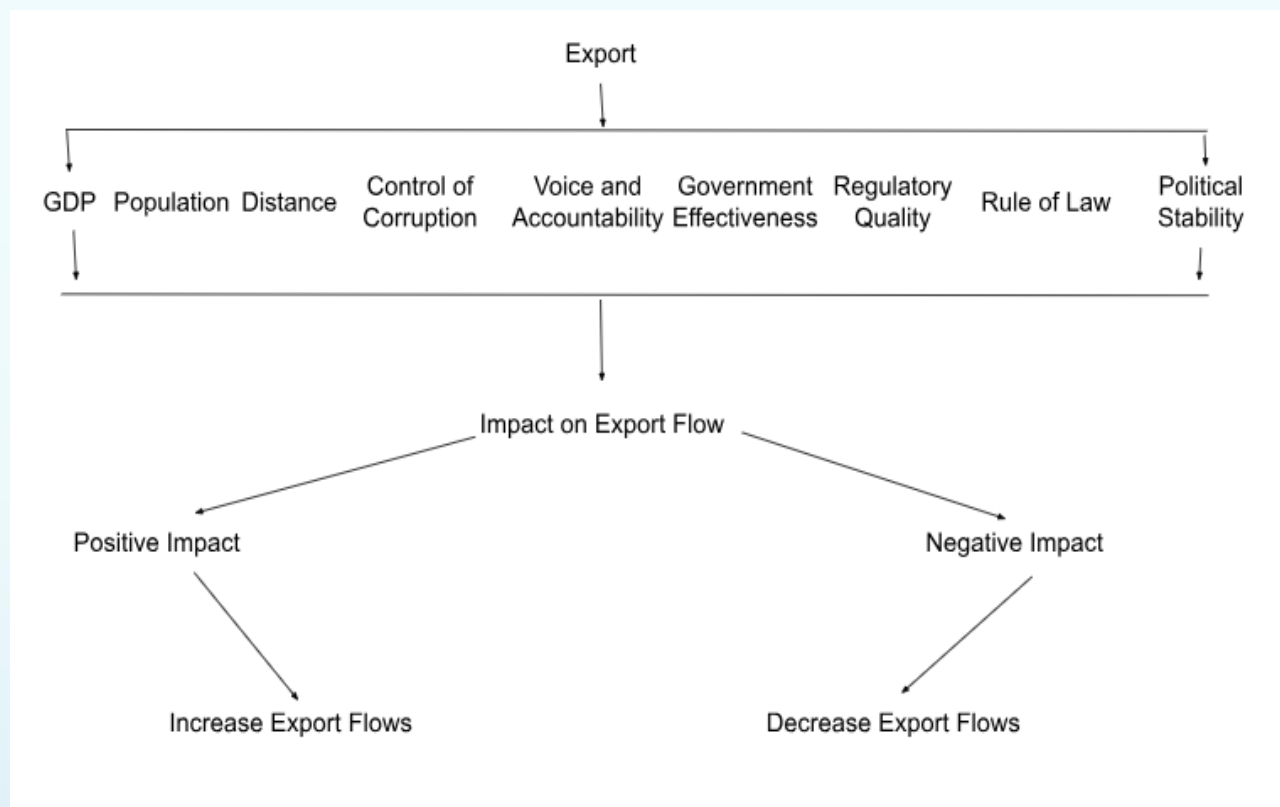 Export
GDP Population Distance Control of Corruption Voice and Accountability Government Effectiveness Regulatory Quality Rule of Law Political Stability
Impact on Export Flow
Positive Impact Negative Impact
Increase Export Flows Decrease Export Flows